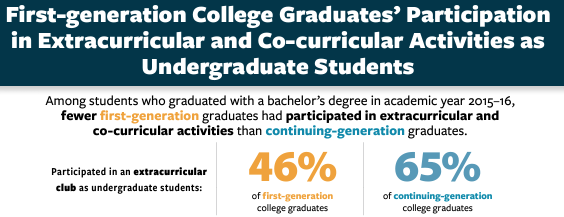 First-generation College Graduates’ Participation
in Extracurricular and Co-curricular Activities as
Undergraduate Students
Among students who graduated with a bachelor’s degree in academic year 2015–16,
fewer first-generation graduates had participated in extracurricular and
co-curricular activities than continuing-generation graduates.
Participated in an extracurricular
club as undergraduate students:
46%
of first-generation
college graduates
65%
of continuing-generation
college graduates